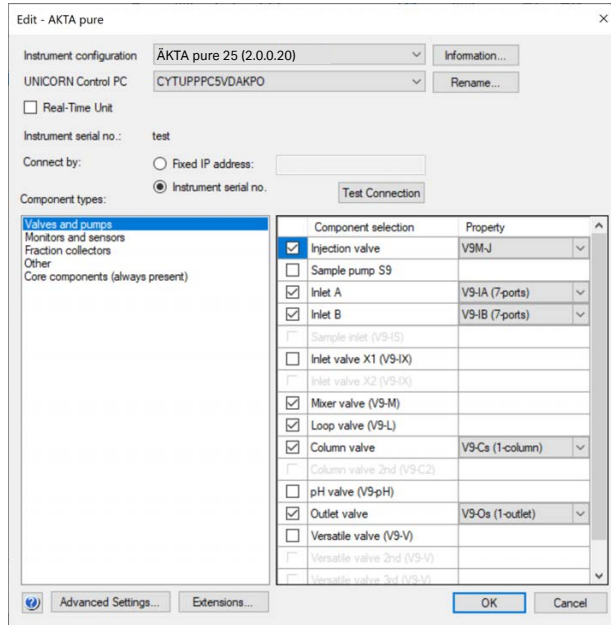 Edit - AKTA pure
Instrument configuration ÄKTA pure 25 (2.0.0.20) Information...
UNICORN Control PC CYTUPPPC5VDAKPO Rename...
Real-Time Unit
Instrument serial no.: test
Connect by: Fixed IP address:
Instrument serial no.
Test Connection
Component types:
Valves and pumps
Monitors and sensors
Fraction collectors
Other
Core components (always present)
Component selection Property
Injection valve V9M-J
Sample pump S9
Inlet A V9-IA (7-ports)
Inlet B V9-IB (7-ports)
Sample inlet (V9-IS)
Inlet valve X1 (V9-IX)
Inlet valve X2 (V9-IX)
Mixer valve (V9-M)
Loop valve (V9-L)
Column valve V9-Cs (1-column)
Column valve 2nd (V9-C2)
pH valve (V9-pH)
Outlet valve V9-Os (1-outlet)
Versatile valve (V9-V)
Versatile valve 2nd (V9-V)
Versatile valve 3rd (V9-V)
Advanced Settings... Extensions... OK Cancel